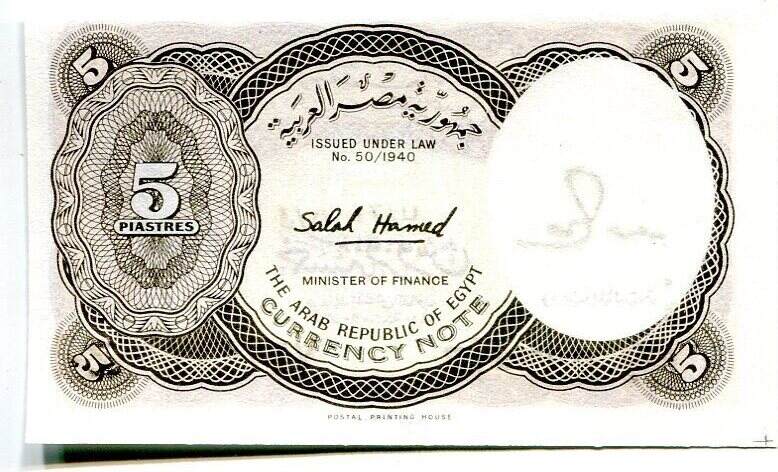 5
5
جمهورية مصر العربية
ISSUED UNDER LAW
No. 50/1940
5
PIASTRES
Salah Hamed
MINISTER OF FINANCE
THE ARAB REPUBLIC OF EGYPT
CURRENCY NOTE
5
5
POSTAL PRINTING HOUSE